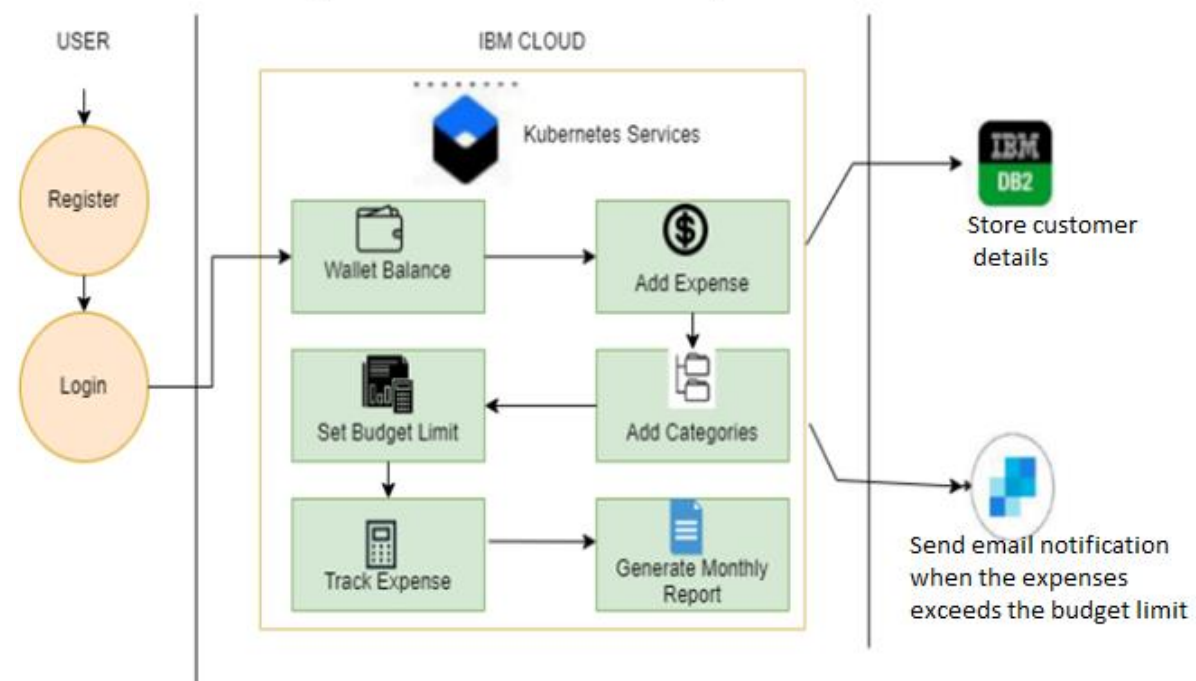 USER
IBM CLOUD
Kubernetes Services
Register
Login
Wallet Balance
Add Expense
Set Budget Limit
Add Categories
Track Expense
Generate Monthly
Report
IBM
DB2
Store customer
details
Send email notification
when the expenses
exceeds the budget limit